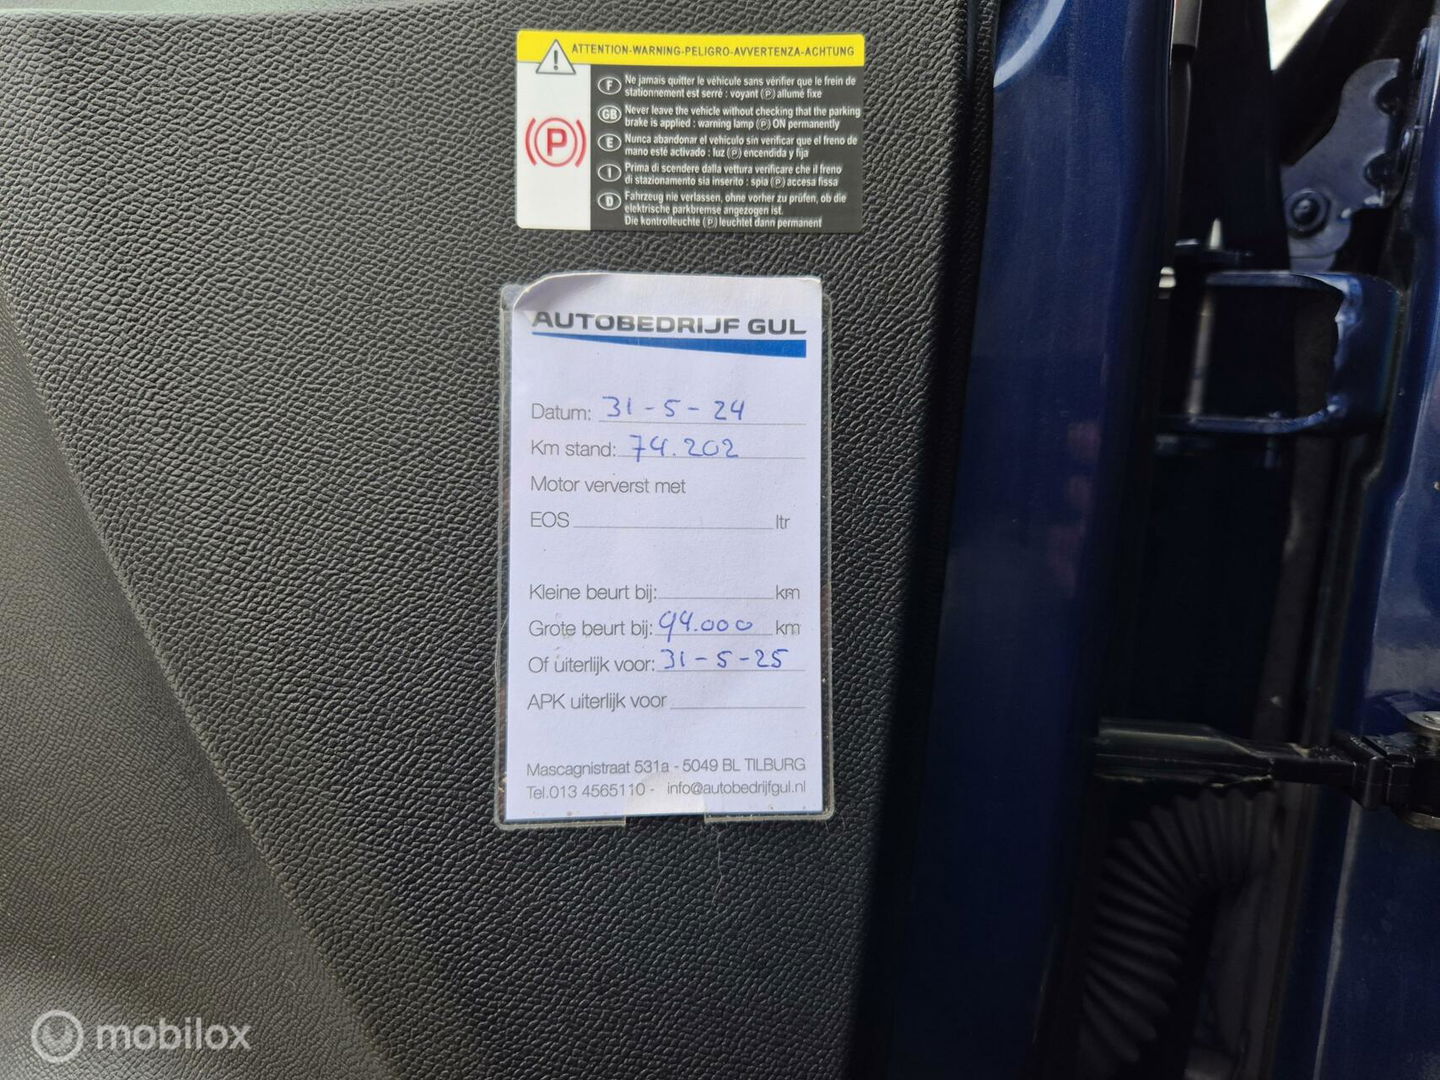 ATTENTION-WARNING-PELIGRO-AVVERTENZA-ACHTUNG
F Ne jamais quitter le véhicule sans vérifier que le frein de
stationnement est serré : voyant (P) allumé fixe
GB Never leave the vehicle without checking that the parking
brake is applied : warning lamp (P) ON permanently
E Nunca abandonar el vehículo sin verificar que el freno de
mano esté activado : luz (P) encendida y fija
I Prima di scendere dalla vettura verificare che il freno
di stazionamento sia inserito : spia (P) accesa fissa
D Fahrzeug nie verlassen, ohne vorher zu prüfen, ob die
elektrische parkbremse angezogen ist.
Die kontrolleuchte (P) leuchtet dann permanent
(P)
AUTOBEDRIJF GUL
Datum: 31-5-24
Km stand: 74.202
Motor ververst met
EOS ltr
Kleine beurt bij: km
Grote beurt bij: 94.000 km
Of uiterlijk voor: 31-5-25
APK uiterlijk voor
Mascagnistraat 531a - 5049 BL TILBURG
Tel.013 4565110 - info@autobedrijfgul.nl
mobilox